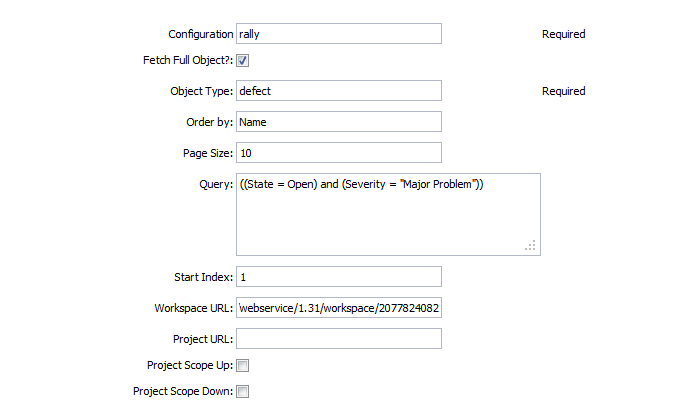 Configuration rally Required
Fetch Full Object?:
Object Type: defect Required
Order by: Name
Page Size: 10
Query: ((State = Open) and (Severity = "Major Problem"))
Start Index: 1
Workspace URL: webservice/1.31/workspace/2077824082
Project URL:
Project Scope Up:
Project Scope Down: